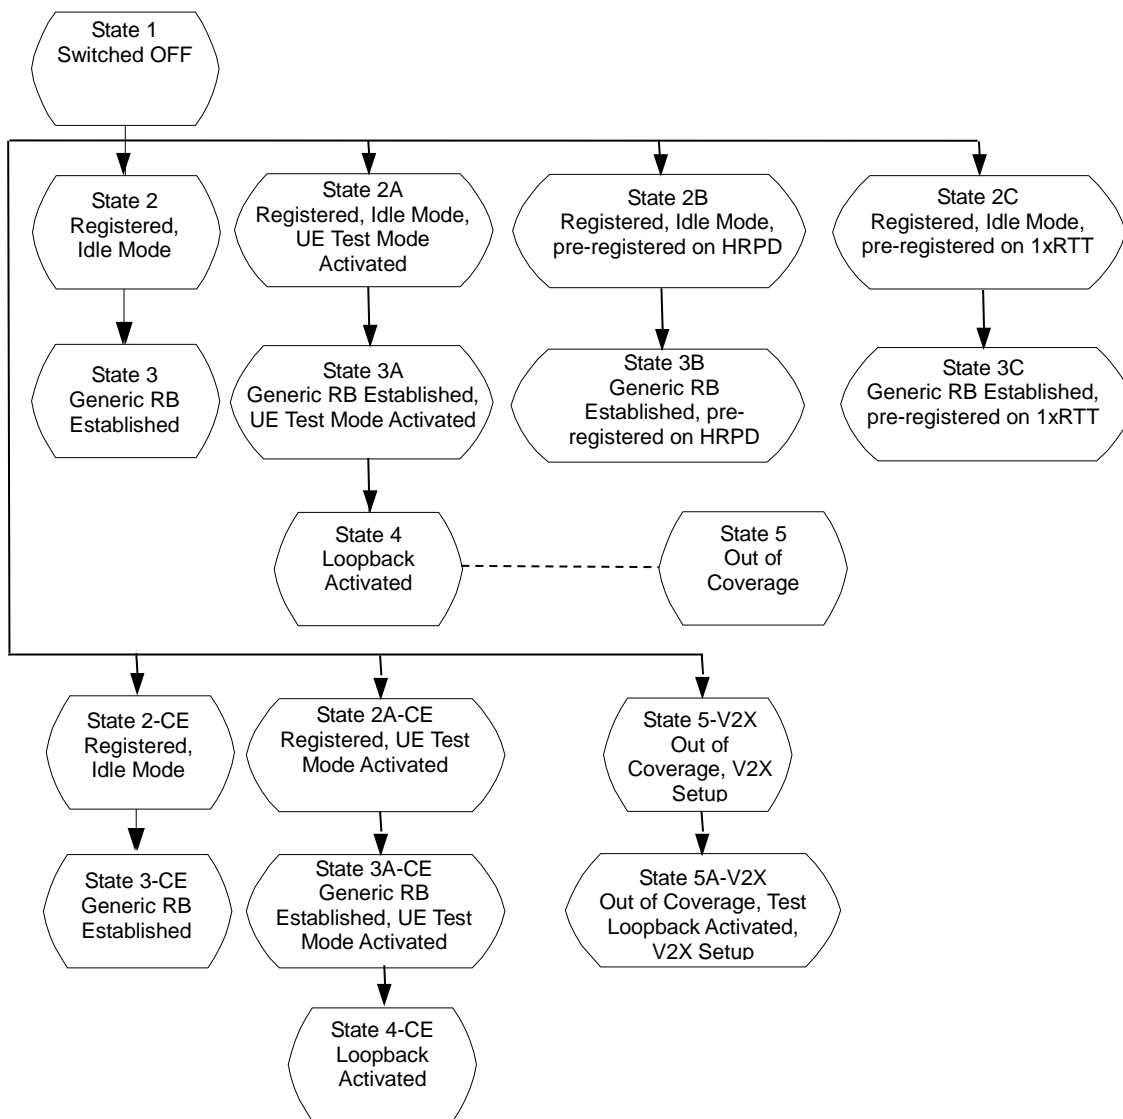 State 1
Switched OFF
State 2
Registered,
Idle Mode
State 2A
Registered, Idle Mode,
UE Test Mode
Activated
State 2B
Registered, Idle Mode,
pre-registered on HRPD
State 2C
Registered, Idle Mode,
pre-registered on 1xRTT
State 3
Generic RB
Established
State 3A
Generic RB Established,
UE Test Mode Activated
State 3B
Generic RB
Established, pre-
registered on HRPD
State 3C
Generic RB Established,
pre-registered on 1xRTT
State 4
Loopback
Activated
State 5
Out of
Coverage
State 2-CE
Registered,
Idle Mode
State 2A-CE
Registered, UE Test
Mode Activated
State 5-V2X
Out of
Coverage, V2X
Setup
State 3-CE
Generic RB
Established
State 3A-CE
Generic RB
Established, UE Test
Mode Activated
State 5A-V2X
Out of Coverage, Test
Loopback Activated,
V2X Setup
State 4-CE
Loopback
Activated